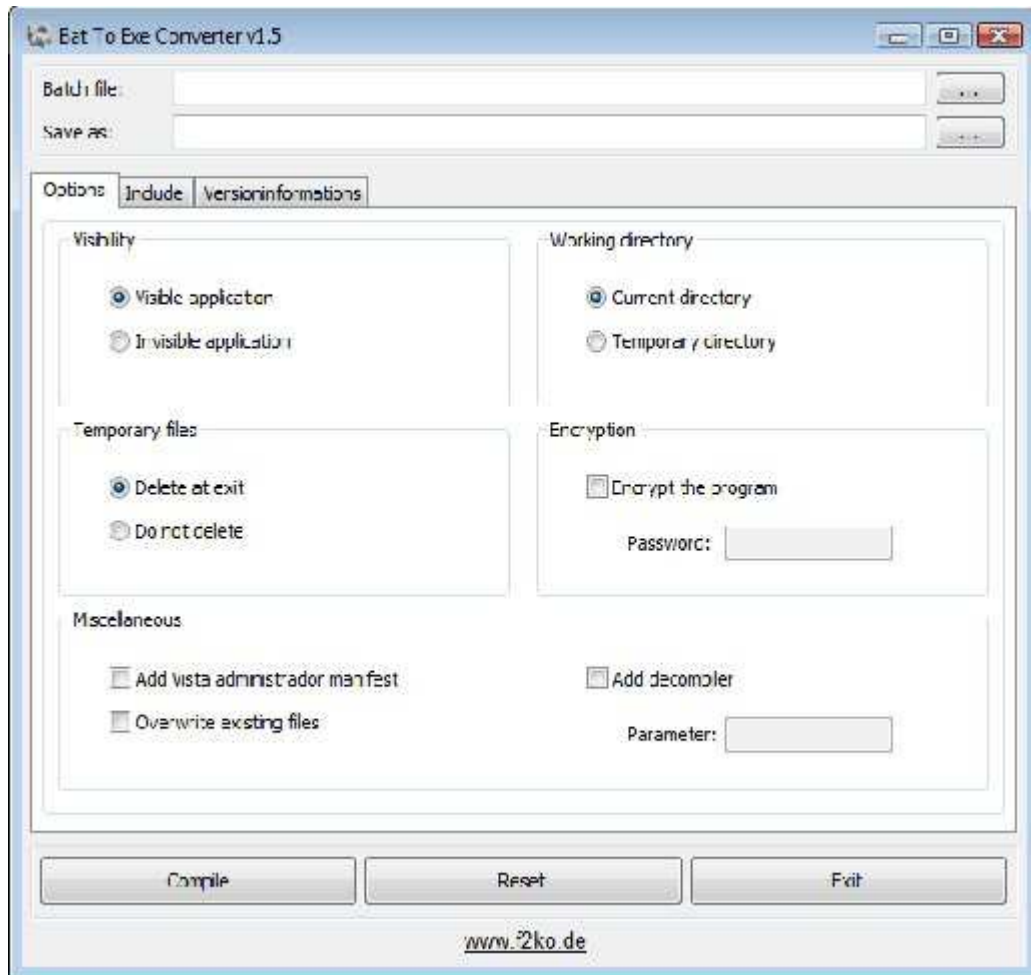 Bat To Exe Converter v1.5
Batch file:
...
Save as:
...
Options
Include
Versioninformations
Visibility
Working directory
Visible application
Current directory
Invisible application
Temporary directory
Temporary files
Encryption
Delete at exit
Encrypt the program
Do not delete
Password:
Miscellaneous
Add Vista administrador manifest
Add decompiler
Overwrite existing files
Parameter:
Compile
Reset
Exit
www.f2ko.de